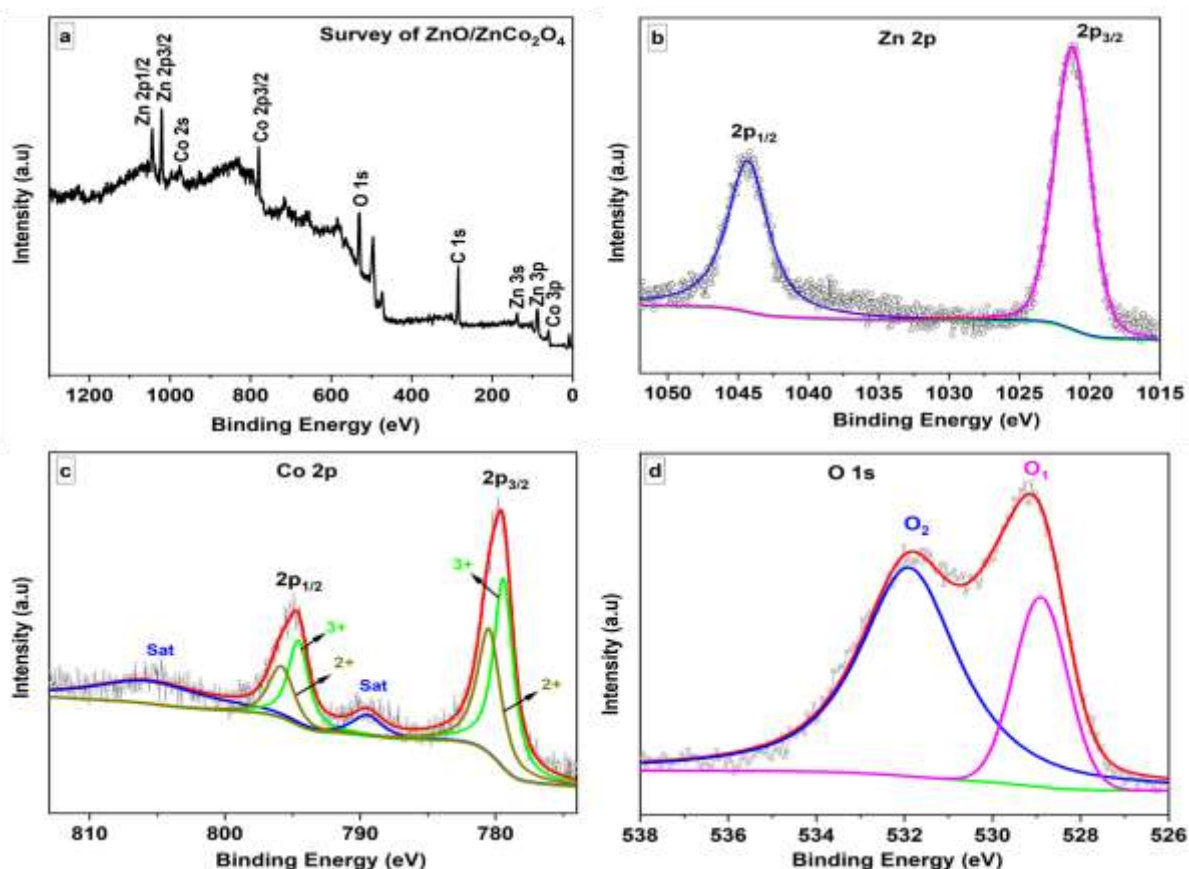 a
Survey of ZnO/ZnCo₂O₄
Zn 2p1/2
Zn 2p3/2
Co 2s
Co 2p3/2
O 1s
C 1s
Zn 3s
Zn 3p
Co 3p
Intensity (a.u)
1200 1000 800 600 400 200 0
Binding Energy (eV)
b
Zn 2p
2p₃/₂
2p₁/₂
Intensity (a.u)
1050 1045 1040 1035 1030 1025 1020 1015
Binding Energy (eV)
c
Co 2p
2p₃/₂
3+
2p₁/₂
3+
Sat
2+
Sat
2+
Intensity (a.u)
810 800 790 780
Binding Energy (eV)
d
O 1s
O₁
O₂
Intensity (a.u)
538 536 534 532 530 528 526
Binding Energy (eV)